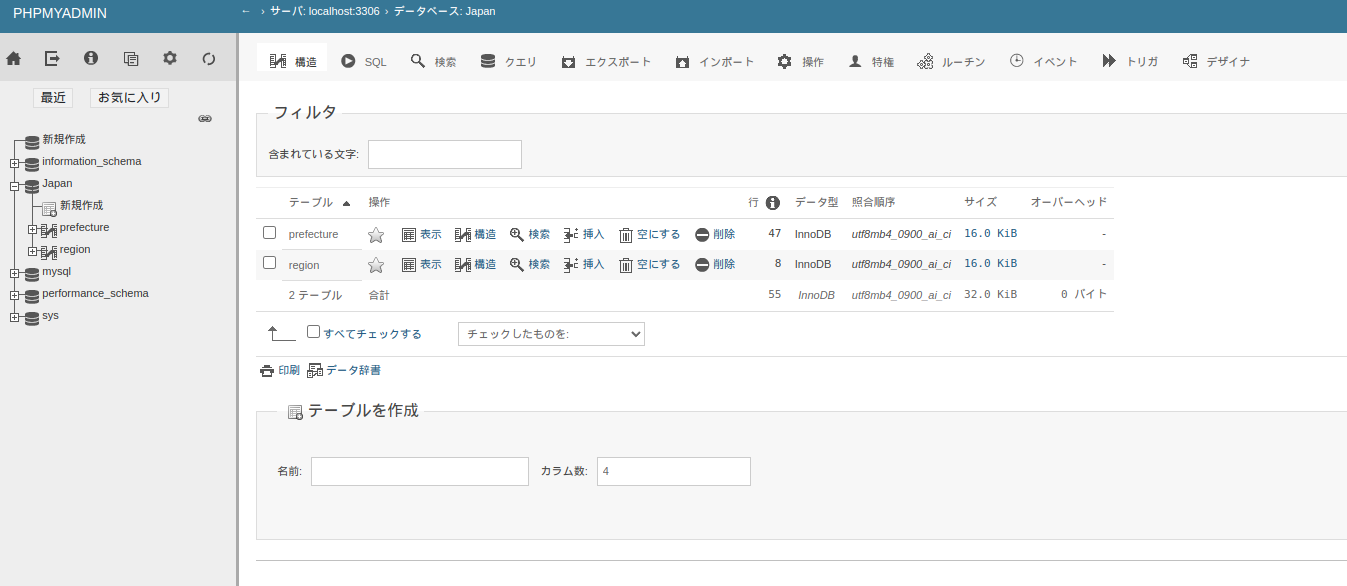 PHPMYADMIN
← › サーバ: localhost:3306 › データベース: Japan
最近 お気に入り
新規作成
information_schema
Japan
新規作成
prefecture
region
mysql
performance_schema
sys
構造 SQL 検索 クエリ エクスポート インポート 操作 特権 ルーチン イベント トリガ デザイナ
フィルタ
含まれている文字:
テーブル 操作 行 データ型 照合順序 サイズ オーバーヘッド
prefecture 表示 構造 検索 挿入 空にする 削除 47 InnoDB utf8mb4_0900_ai_ci 16.0 KiB -
region 表示 構造 検索 挿入 空にする 削除 8 InnoDB utf8mb4_0900_ai_ci 16.0 KiB -
2 テーブル 合計 55 InnoDB utf8mb4_0900_ai_ci 32.0 KiB 0 バイト
すべてチェックする チェックしたものを:
印刷 データ辞書
テーブルを作成
名前: カラム数: 4